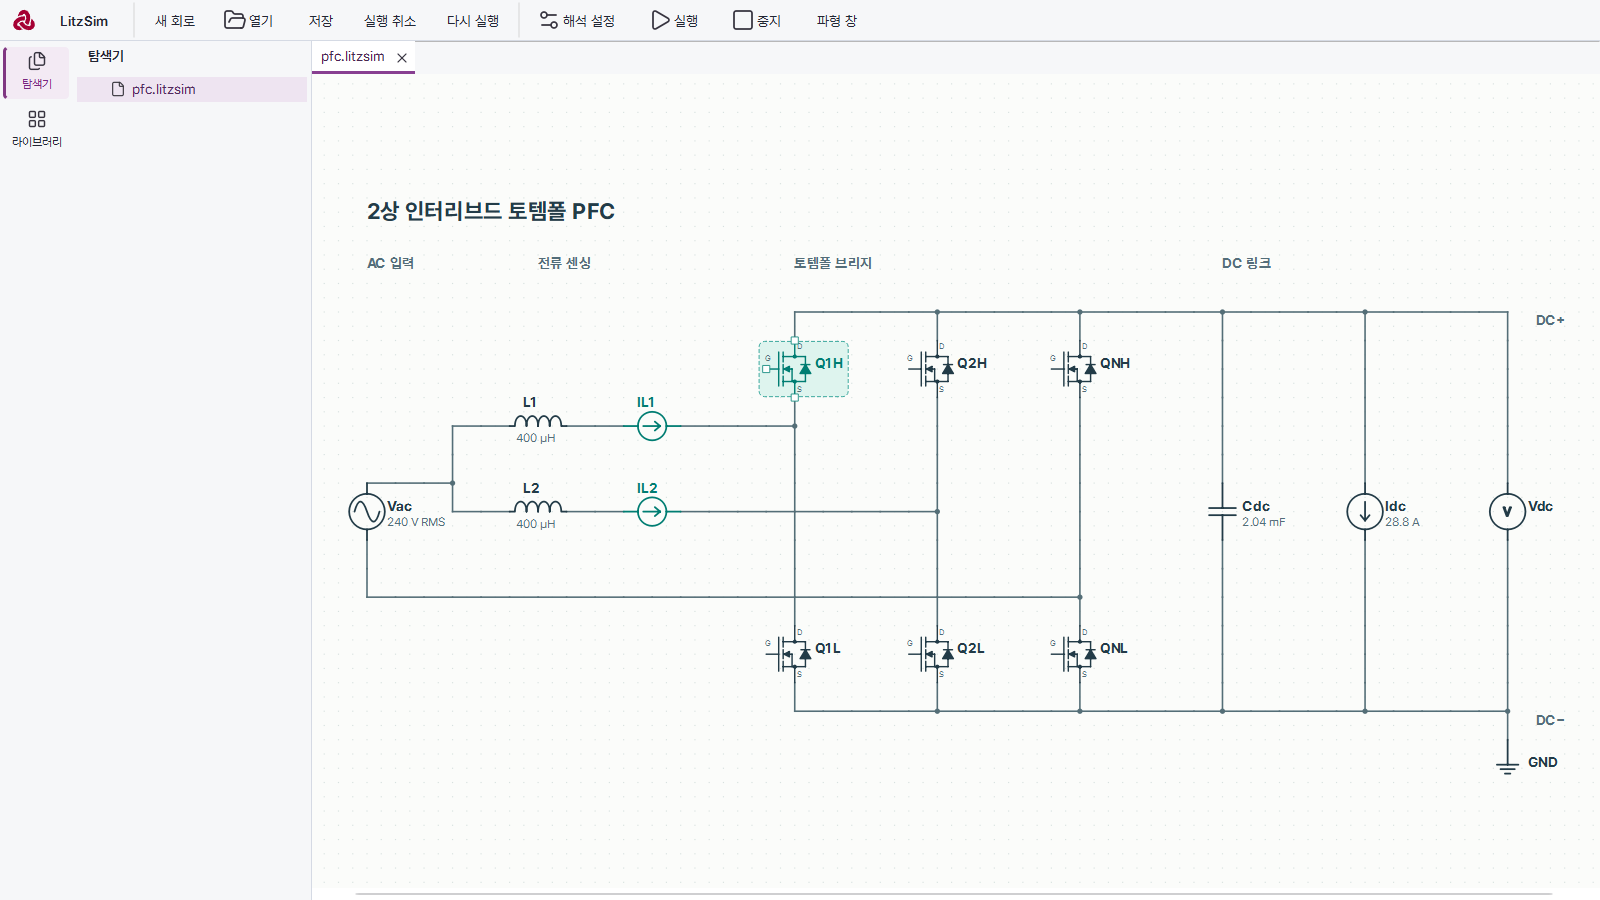 LitzSim
새 회로
열기
저장
실행 취소
다시 실행
해석 설정
실행
중지
파형 창
탐색기
라이브러리
탐색기
pfc.litzsim
pfc.litzsim
2상 인터리브드 토템폴 PFC
AC 입력
전류 센싱
토템폴 브리지
DC 링크
DC+
D
G
S
Q1H
D
G
S
Q2H
D
G
S
QNH
L1
400 µH
IL1
L2
400 µH
IL2
Vac
240 V RMS
Cdc
2.04 mF
Idc
28.8 A
V
Vdc
D
G
S
Q1L
D
G
S
Q2L
D
G
S
QNL
DC−
GND